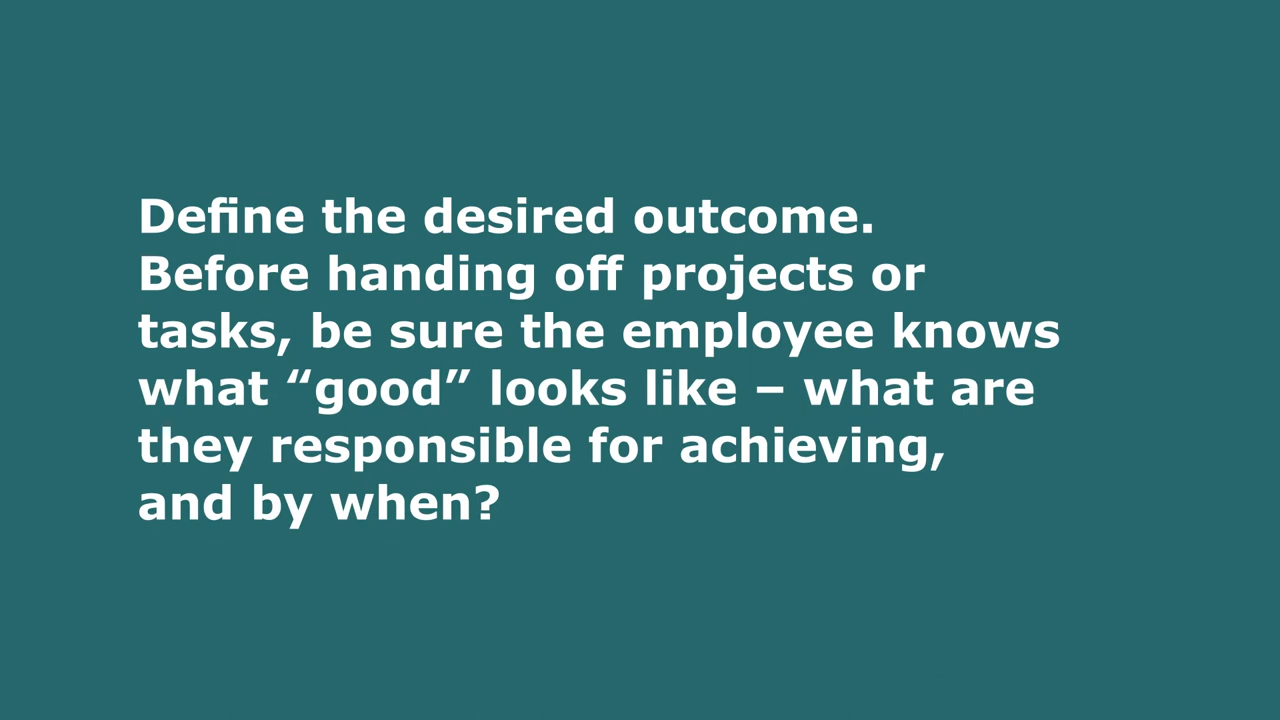 Define the desired outcome.
Before handing off projects or
tasks, be sure the employee knows
what “good” looks like – what are
they responsible for achieving,
and by when?